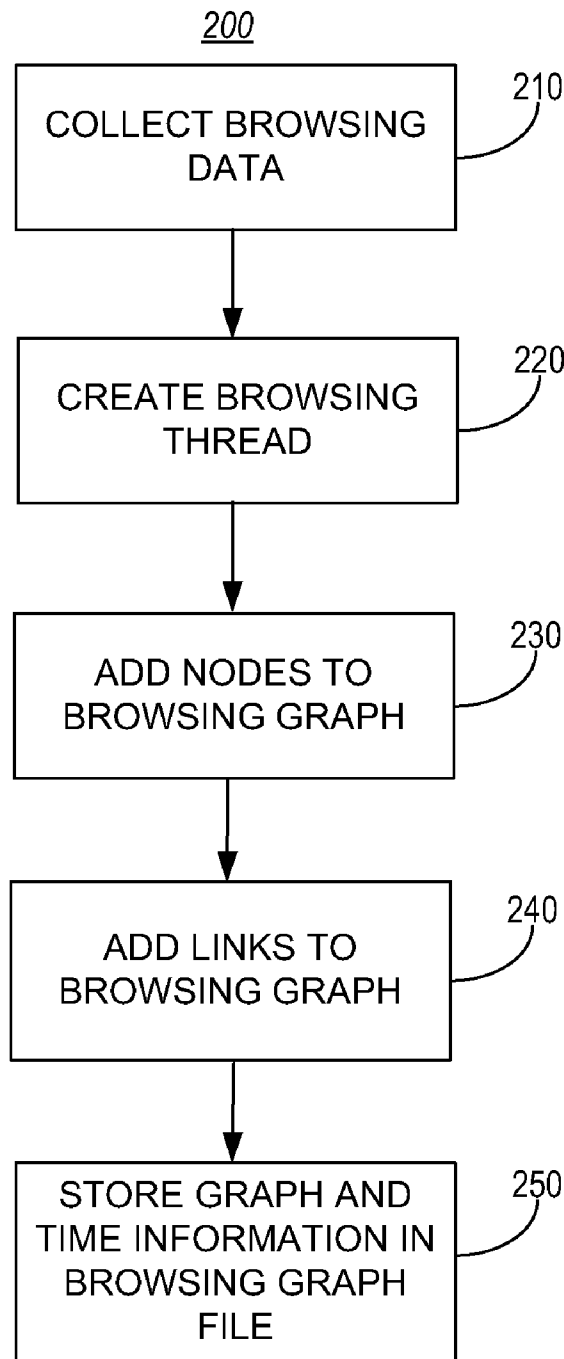 200
COLLECT BROWSING
DATA
210
CREATE BROWSING
THREAD
220
ADD NODES TO
BROWSING GRAPH
230
ADD LINKS TO
BROWSING GRAPH
240
STORE GRAPH AND
TIME INFORMATION IN
BROWSING GRAPH
FILE
250